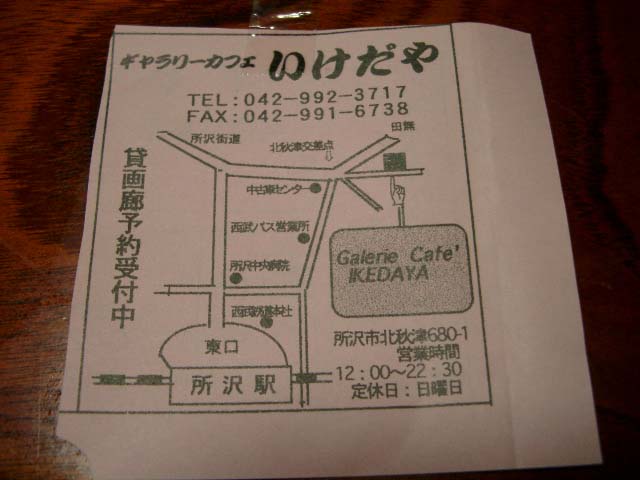 ギャラリーカフェ いけだや
TEL:042-992-3717
FAX:042-991-6738
所沢街道
北秋津交差点
田無
貸画廊予約受付中
中古車センター
西武バス営業所
所沢中央病院
西武鉄道本社
Galerie Cafe'
IKEDAYA
東口
所沢駅
所沢市北秋津680-1
営業時間
12:00〜22:30
定休日:日曜日